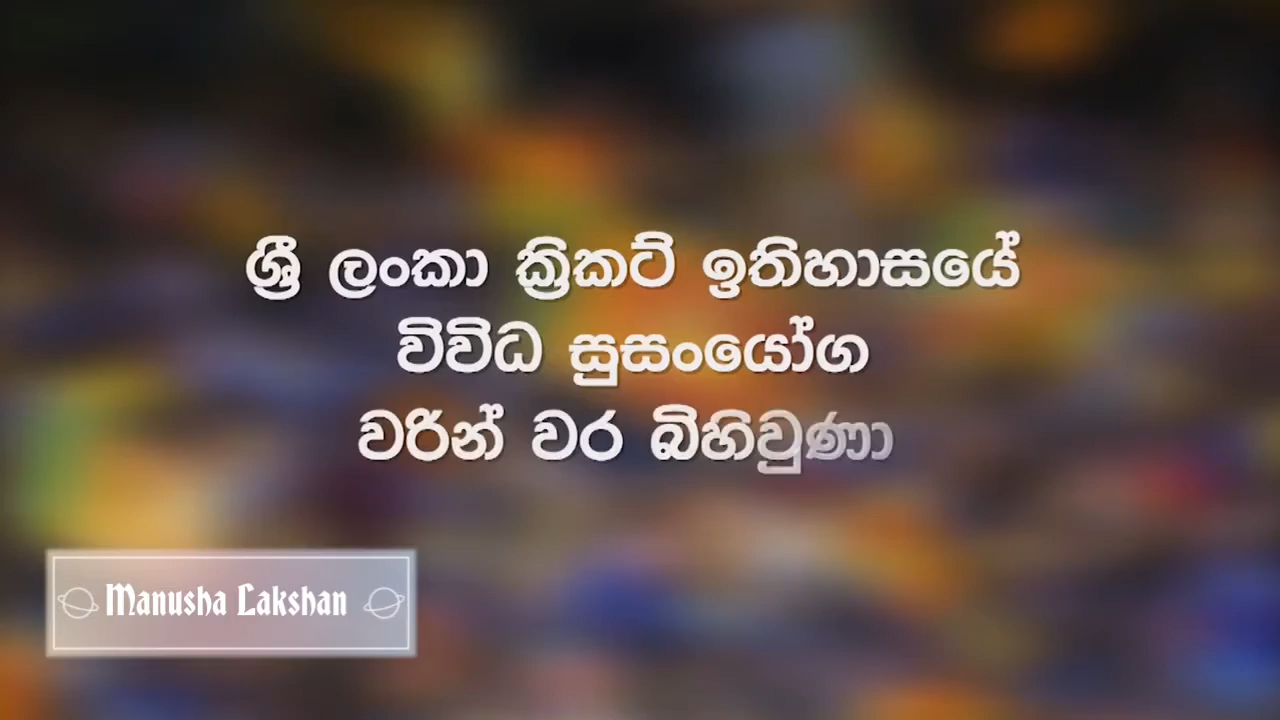 ශ්‍රී ලංකා ක්‍රිකට් ඉතිහාසයේ
විවිධ සුසංයෝග
වරින් වර බිහිවුණා
Manusha Lakshan